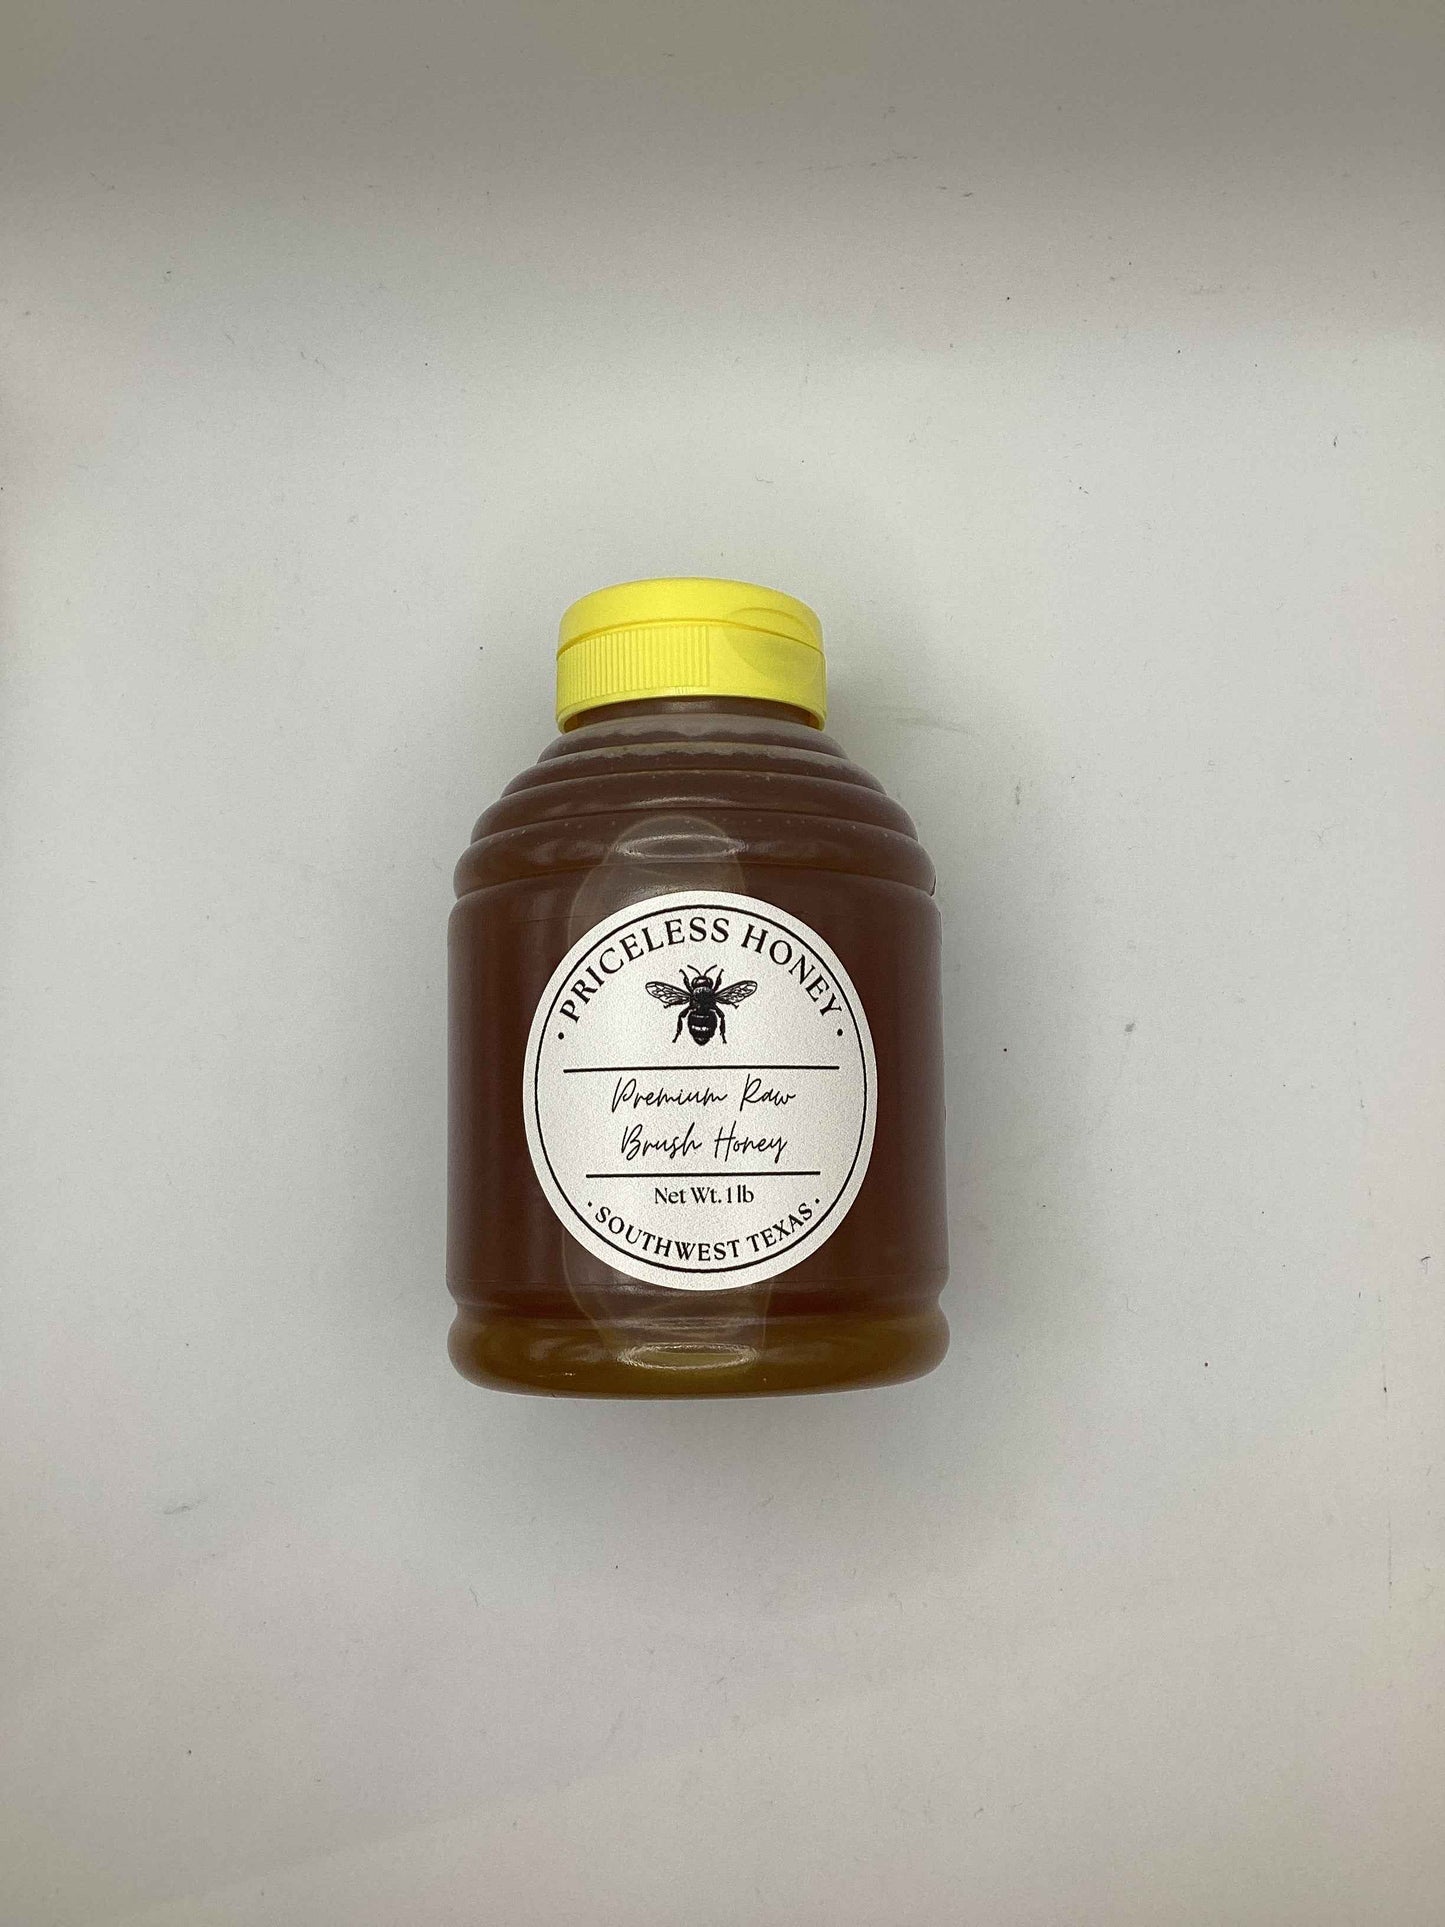 · PRICELESS HONEY ·
Premium Raw
Brush Honey
Net Wt. 1 lb
· SOUTHWEST TEXAS ·